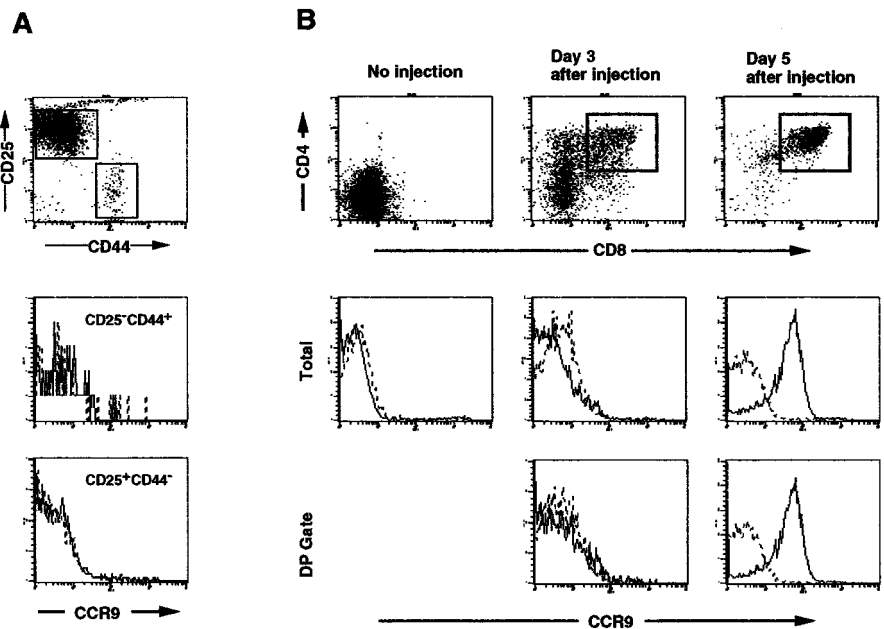 A
B
No injection
Day 3
after injection
Day 5
after injection
CD25
CD44
CD4
CD8
CD25-CD44+
CD25+CD44-
CCR9
Total
DP Gate
CCR9